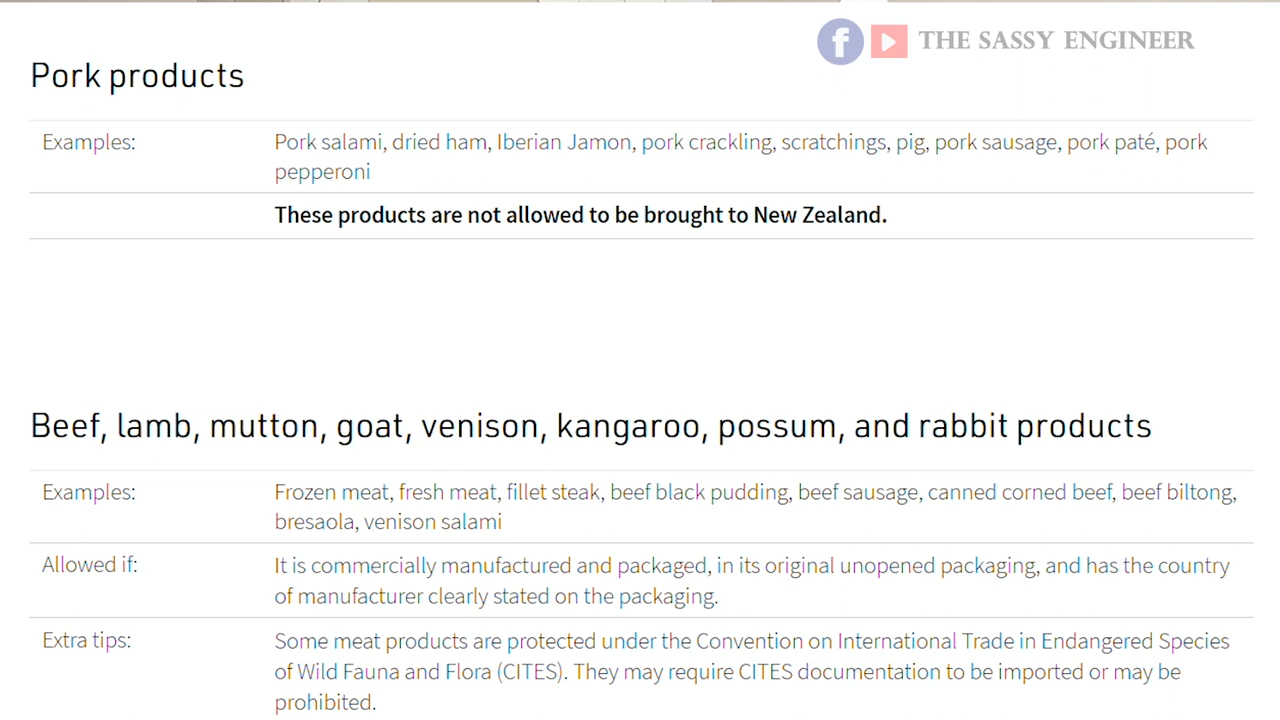 THE SASSY ENGINEER
Pork products
Examples:
Pork salami, dried ham, Iberian Jamon, pork crackling, scratchings, pig, pork sausage, pork paté, pork
pepperoni
These products are not allowed to be brought to New Zealand.
Beef, lamb, mutton, goat, venison, kangaroo, possum, and rabbit products
Examples:
Frozen meat, fresh meat, fillet steak, beef black pudding, beef sausage, canned corned beef, beef biltong,
bresaola, venison salami
Allowed if:
It is commercially manufactured and packaged, in its original unopened packaging, and has the country
of manufacturer clearly stated on the packaging.
Extra tips:
Some meat products are protected under the Convention on International Trade in Endangered Species
of Wild Fauna and Flora (CITES). They may require CITES documentation to be imported or may be
prohibited.